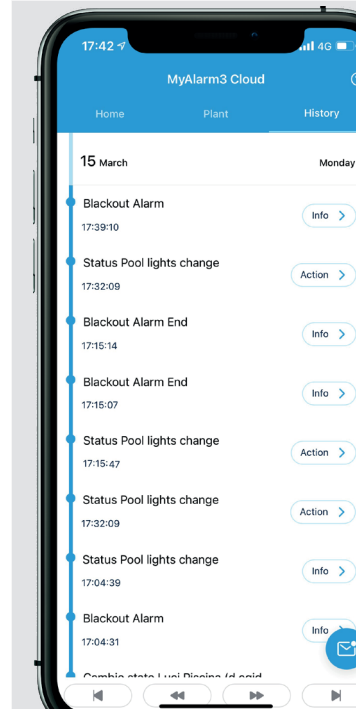 17:42
4G
MyAlarm3 Cloud
Home Plant History
15 March Monday
Blackout Alarm
17:39:10
Info
Status Pool lights change
17:32:09
Action
Blackout Alarm End
17:15:14
Info
Blackout Alarm End
17:15:07
Info
Status Pool lights change
17:15:47
Action
Status Pool lights change
17:32:09
Action
Status Pool lights change
17:04:39
Info
Blackout Alarm
17:04:31
Info
Cambio stato Luci Piscina